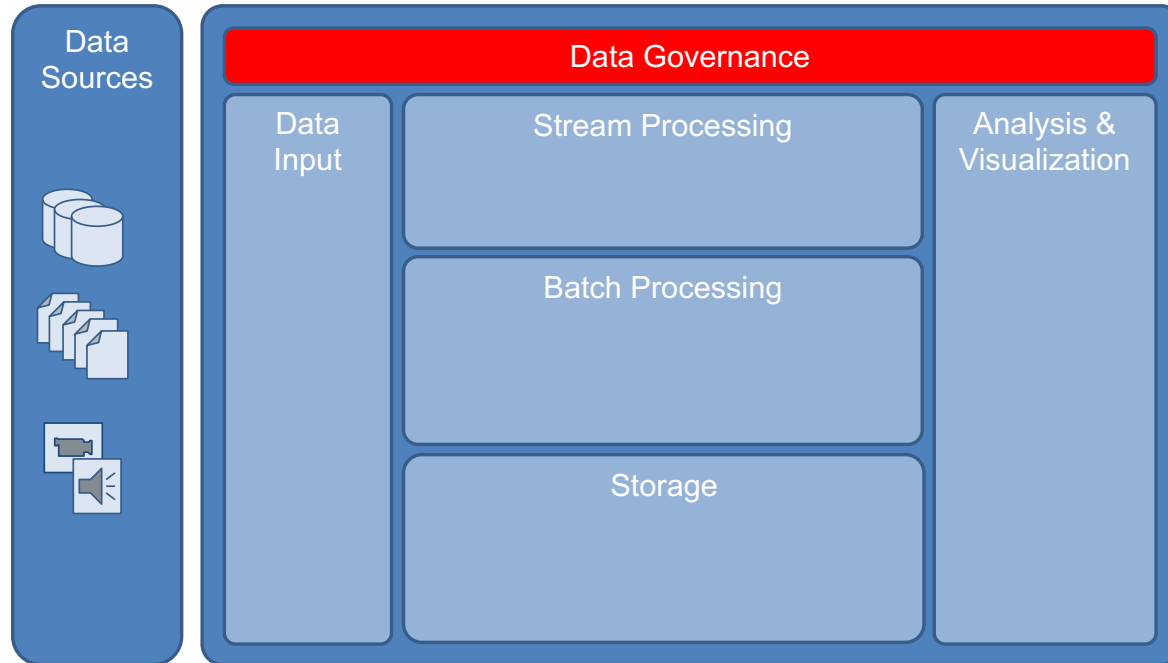 Data
Sources
Data Governance
Data
Input
Stream Processing
Batch Processing
Storage
Analysis &
Visualization